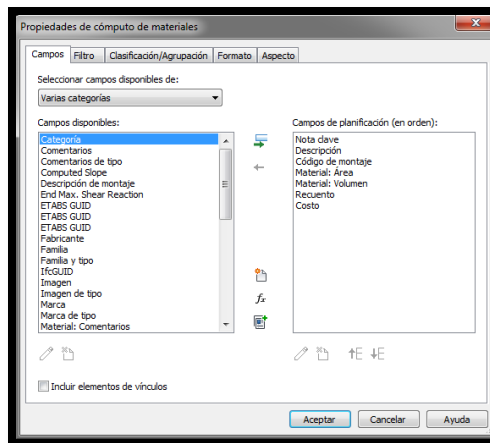 Propiedades de cómputo de materiales
Campos Filtro Clasificación/Agrupación Formato Aspecto
Seleccionar campos disponibles de:
Varias categorías
Campos disponibles:
Categoría
Comentarios
Comentarios de tipo
Computed Slope
Descripción de montaje
End Max. Shear Reaction
ETABS GUID
ETABS GUID
ETABS GUID
Fabricante
Familia
Familia y tipo
IfcGUID
Imagen
Imagen de tipo
Marca
Marca de tipo
Material: Comentarios
fx
Campos de planificación (en orden):
Nota clave
Descripción
Código de montaje
Material: Área
Material: Volumen
Recuento
Costo
Incluir elementos de vínculos
Aceptar Cancelar Ayuda